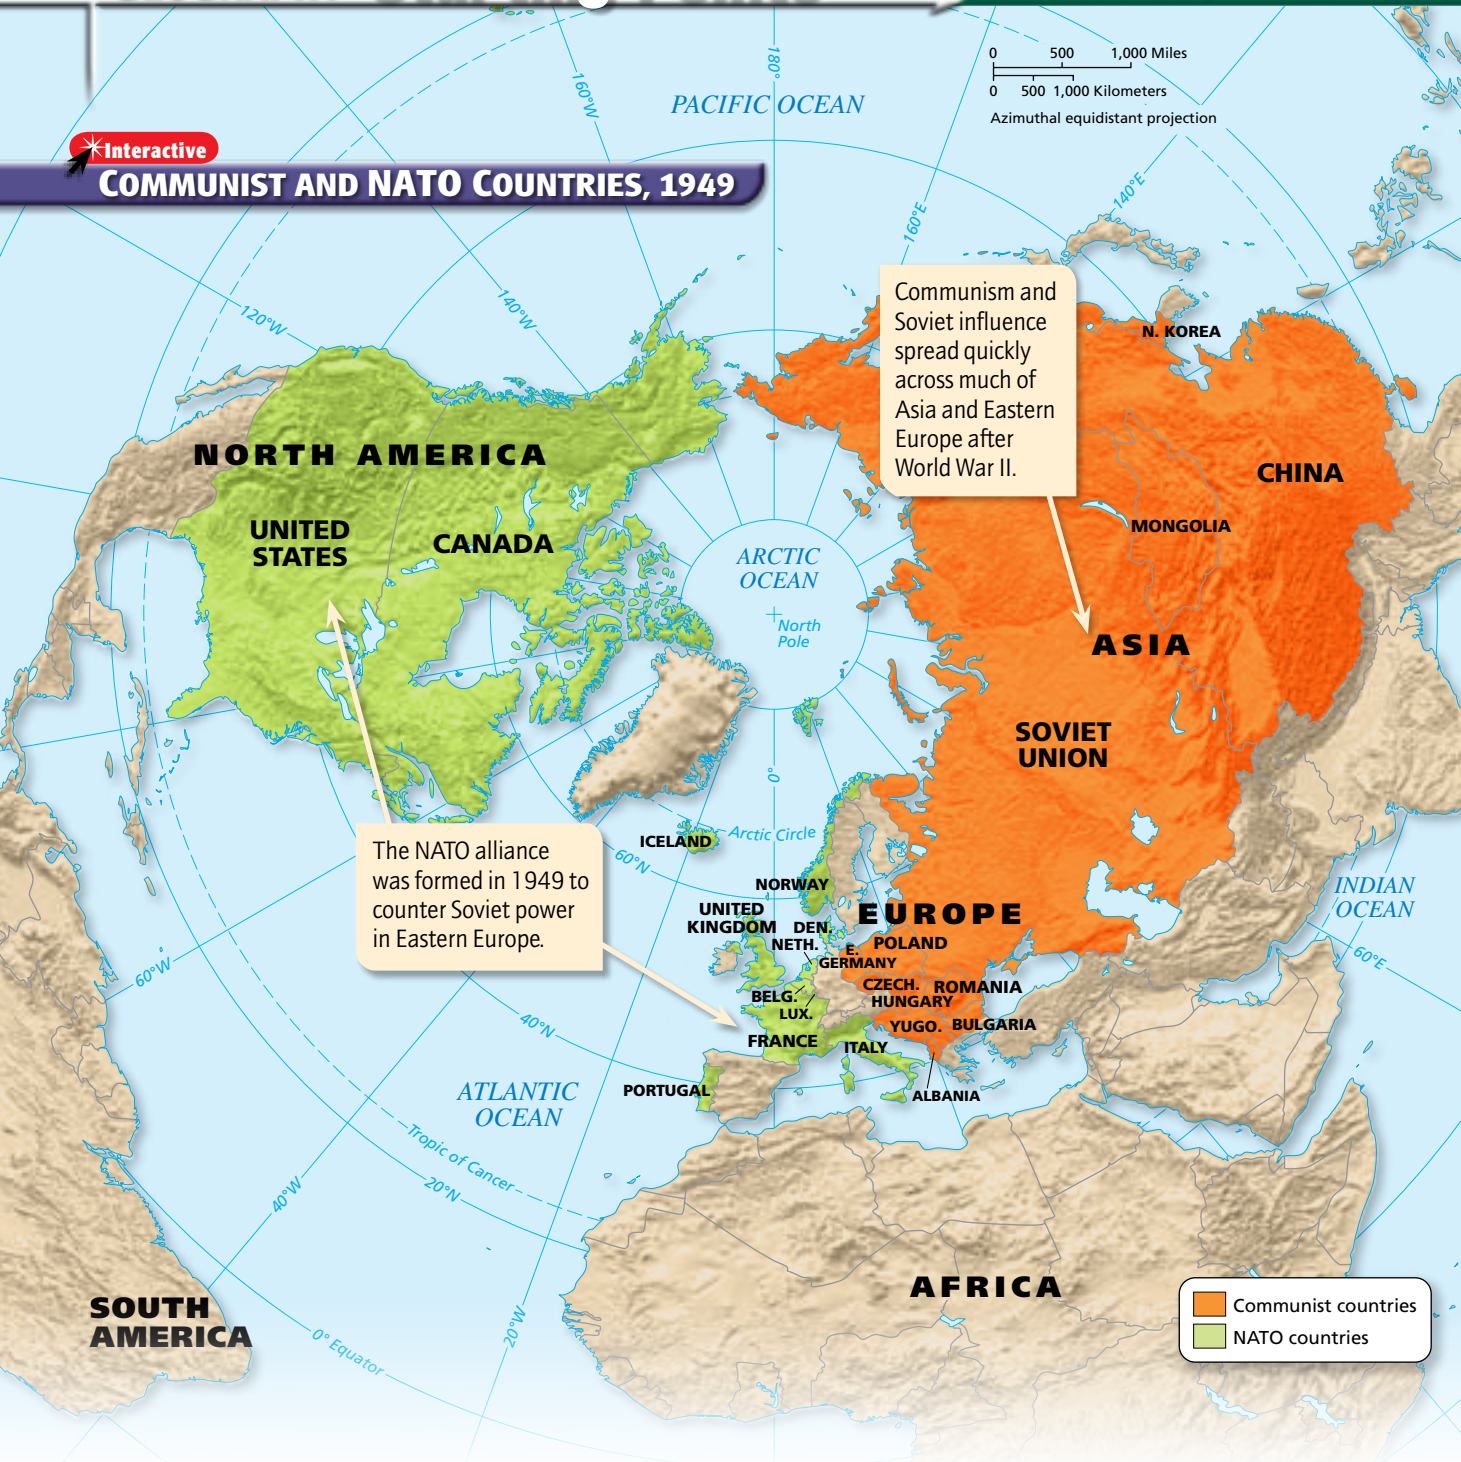 Interactive
COMMUNIST AND NATO COUNTRIES, 1949
0 500 1,000 Miles
0 500 1,000 Kilometers
Azimuthal equidistant projection
PACIFIC OCEAN
180°
160°W
140°W
120°W
160°E
140°E
Communism and
Soviet influence
spread quickly
across much of
Asia and Eastern
Europe after
World War II.
N. KOREA
CHINA
MONGOLIA
NORTH AMERICA
UNITED
STATES
CANADA
ARCTIC
OCEAN
North
Pole
ASIA
SOVIET
UNION
0°
Arctic Circle
The NATO alliance
was formed in 1949 to
counter Soviet power
in Eastern Europe.
ICELAND
60°N
NORWAY
UNITED
KINGDOM
DEN.
NETH.
EUROPE
POLAND
E.
GERMANY
CZECH.
ROMANIA
HUNGARY
BELG.
LUX.
YUGO.
BULGARIA
FRANCE
ITALY
PORTUGAL
ALBANIA
INDIAN
OCEAN
60°E
60°W
40°N
ATLANTIC
OCEAN
Tropic of Cancer
20°N
40°W
20°W
0° Equator
SOUTH
AMERICA
AFRICA
Communist countries
NATO countries